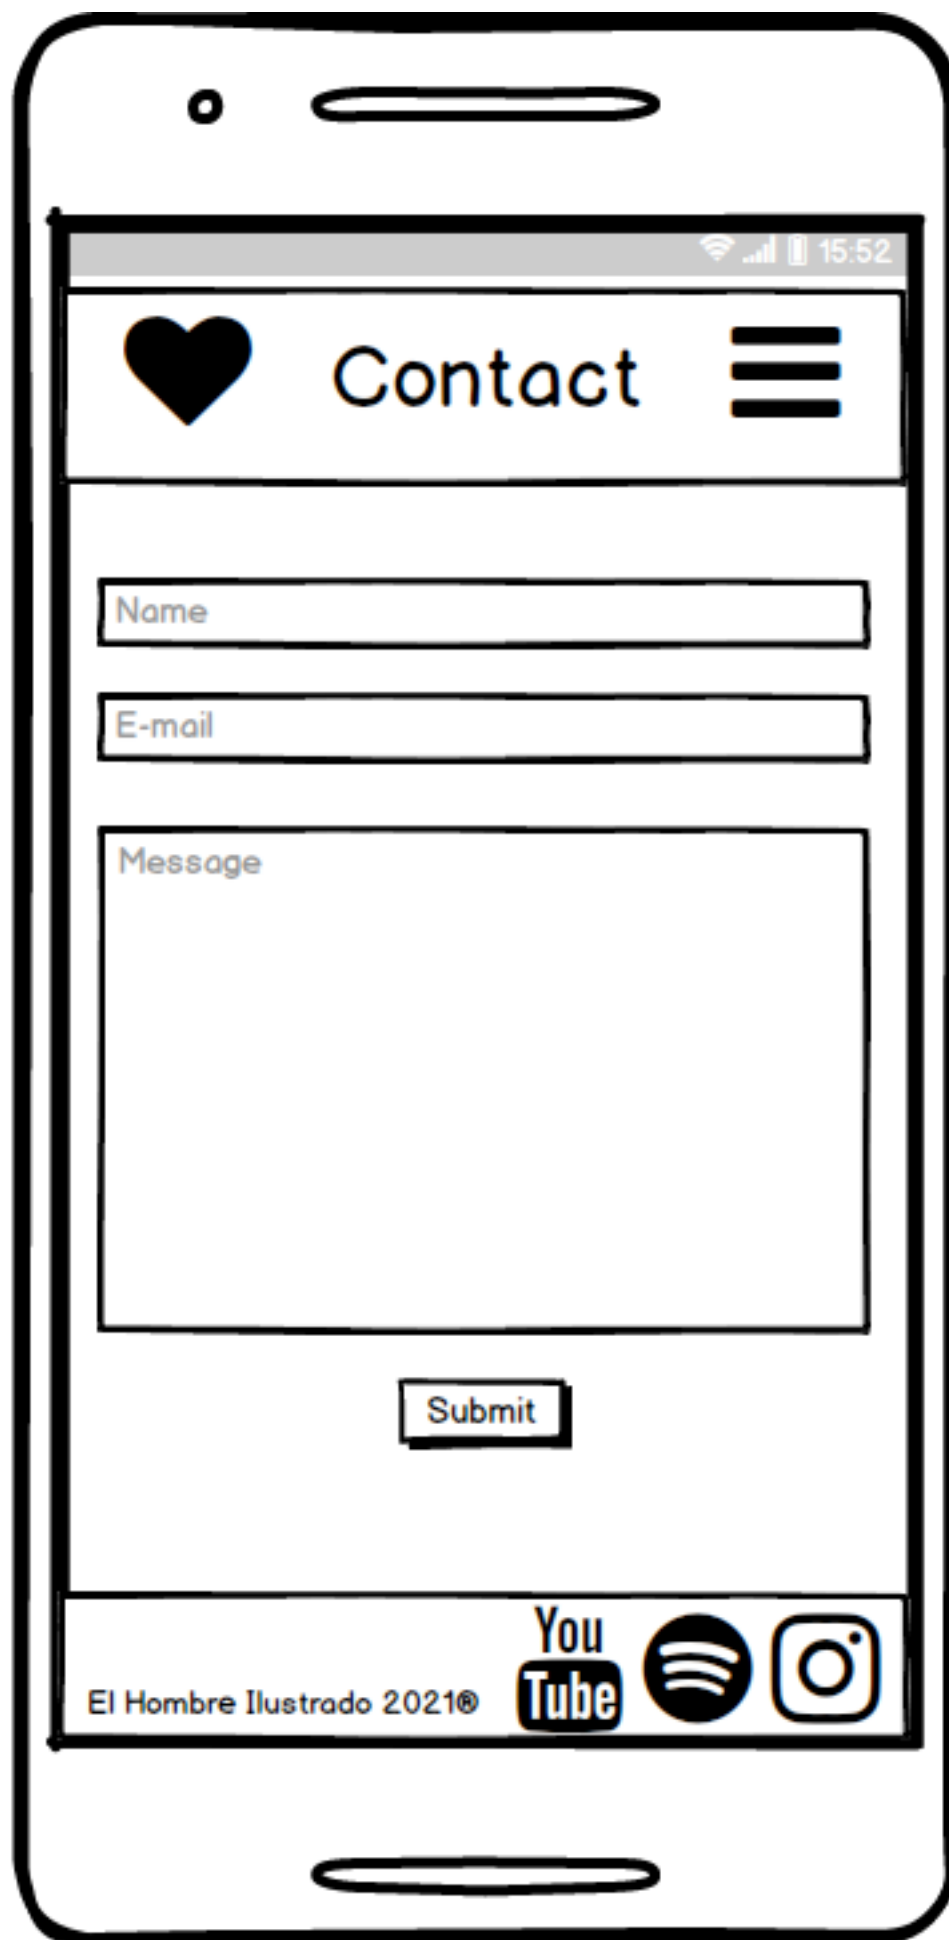 15:52
Contact
Name
E-mail
Message
Submit
You
Tube
El Hombre Ilustrado 2021®